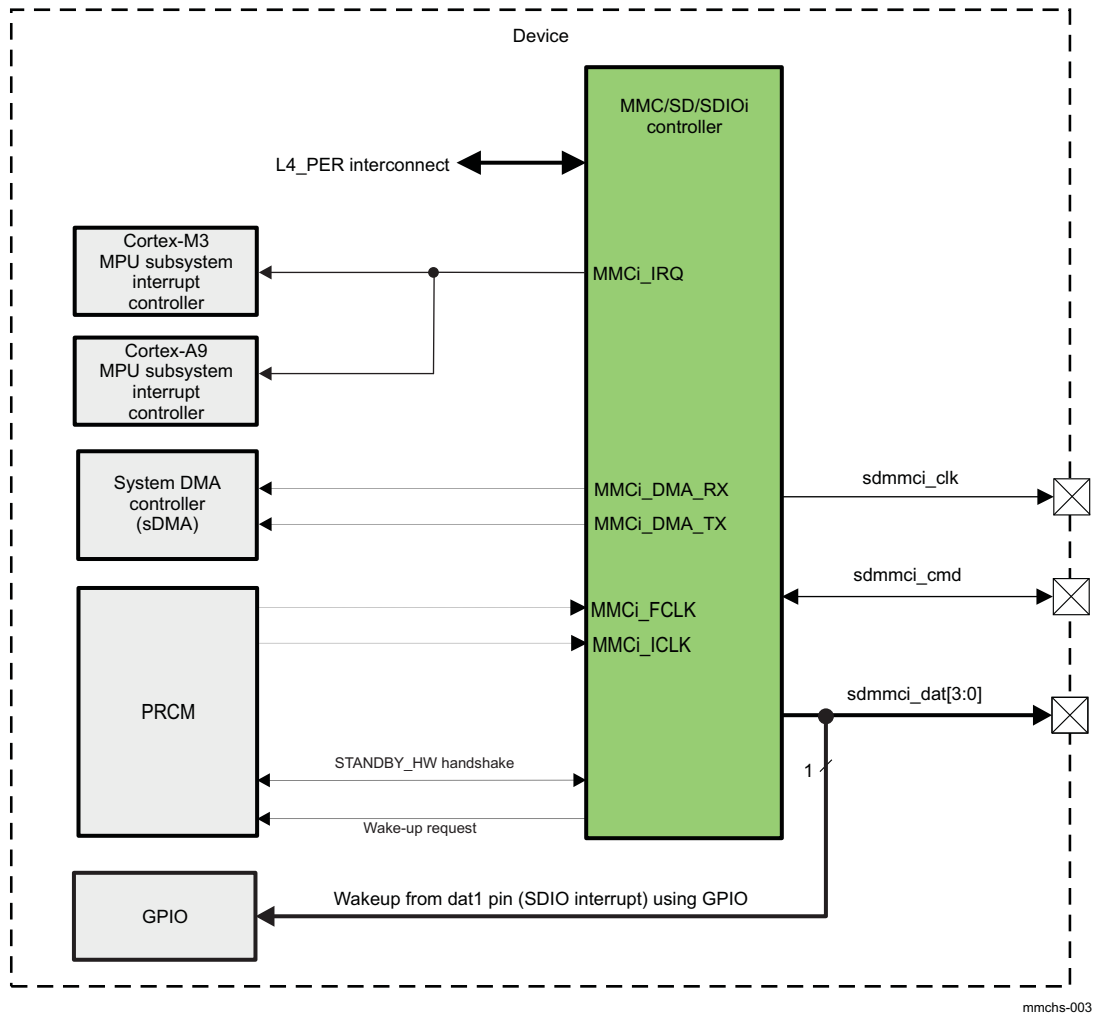 Device
MMC/SD/SDIOi
controller
L4_PER interconnect
Cortex-M3
MPU subsystem
interrupt
controller
MMCi_IRQ
Cortex-A9
MPU subsystem
interrupt
controller
System DMA
controller
(sDMA)
MMCi_DMA_RX
MMCi_DMA_TX
sdmmci_clk
sdmmci_cmd
MMCi_FCLK
MMCi_ICLK
PRCM
sdmmci_dat[3:0]
STANDBY_HW handshake
1
Wake-up request
GPIO
Wakeup from dat1 pin (SDIO interrupt) using GPIO
mmchs-003